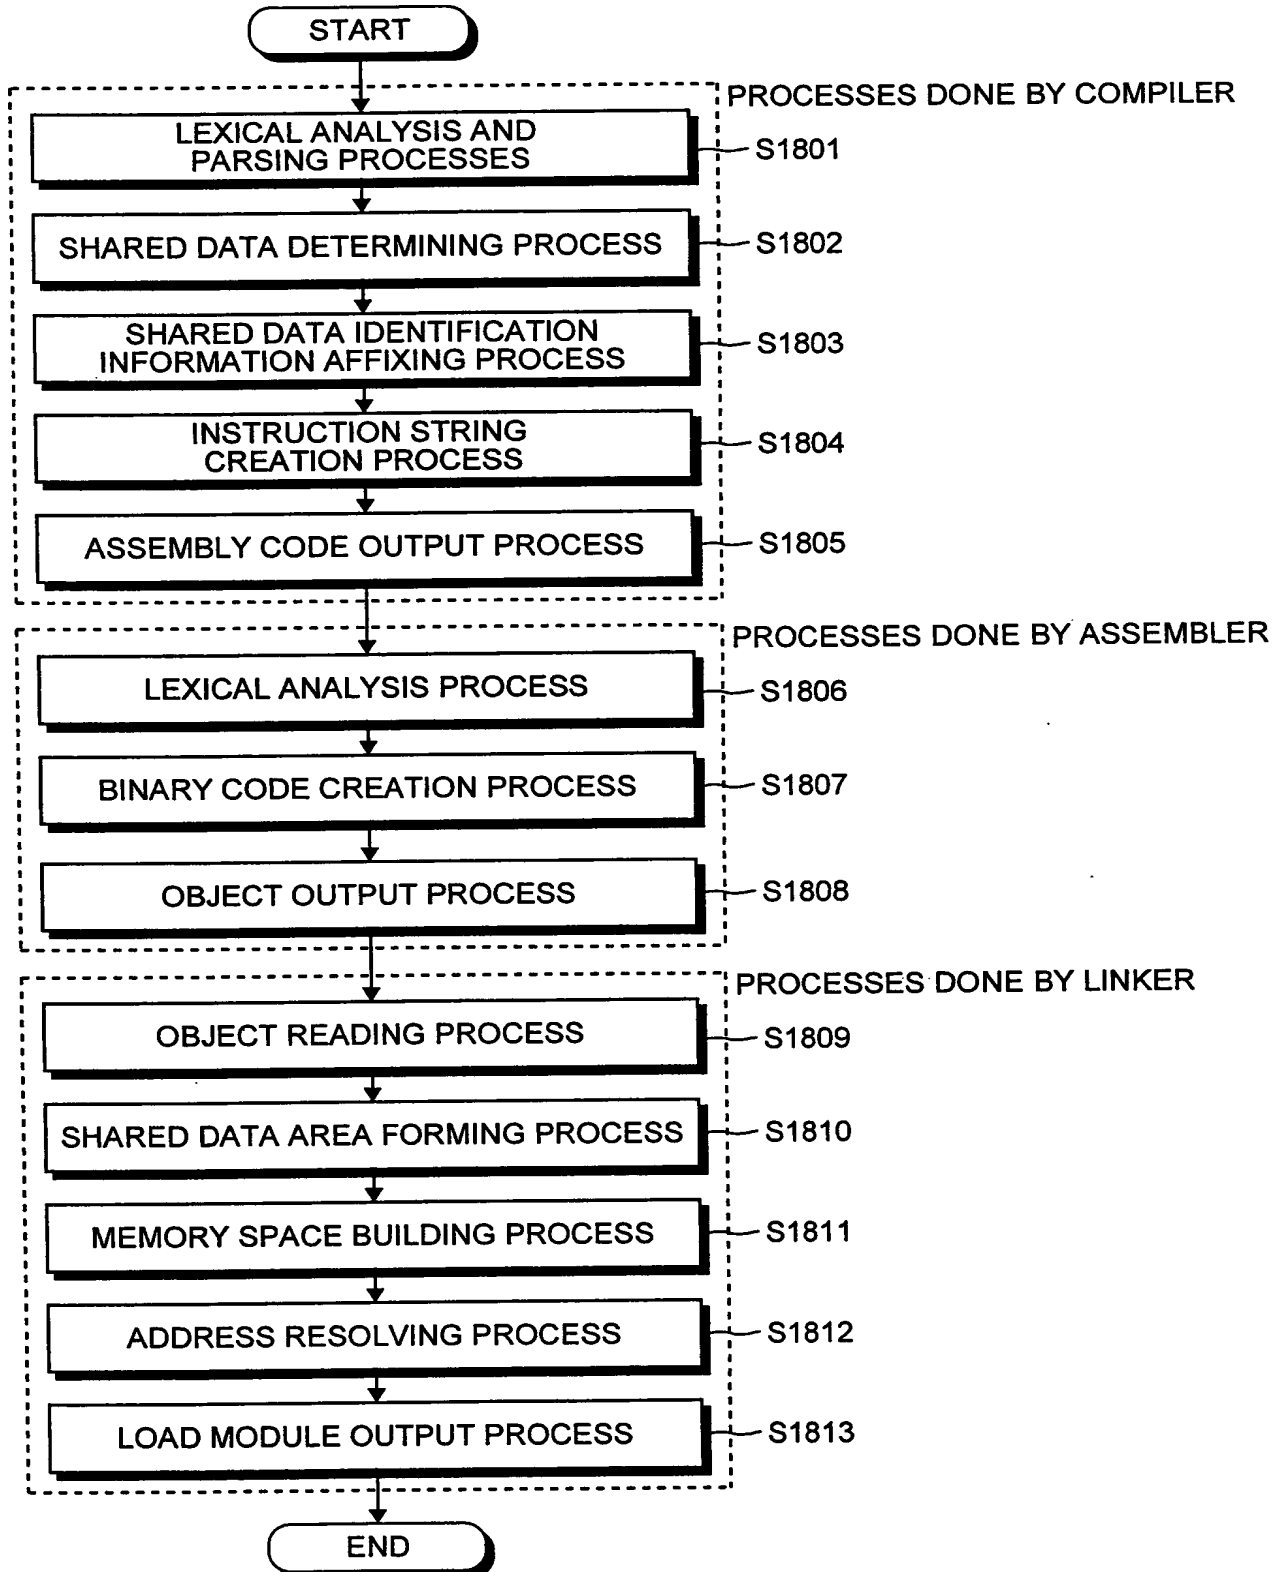 START
PROCESSES DONE BY COMPILER
LEXICAL ANALYSIS AND
PARSING PROCESSES
S1801
SHARED DATA DETERMINING PROCESS
S1802
SHARED DATA IDENTIFICATION
INFORMATION AFFIXING PROCESS
S1803
INSTRUCTION STRING
CREATION PROCESS
S1804
ASSEMBLY CODE OUTPUT PROCESS
S1805
PROCESSES DONE BY ASSEMBLER
LEXICAL ANALYSIS PROCESS
S1806
BINARY CODE CREATION PROCESS
S1807
OBJECT OUTPUT PROCESS
S1808
PROCESSES DONE BY LINKER
OBJECT READING PROCESS
S1809
SHARED DATA AREA FORMING PROCESS
S1810
MEMORY SPACE BUILDING PROCESS
S1811
ADDRESS RESOLVING PROCESS
S1812
LOAD MODULE OUTPUT PROCESS
S1813
END